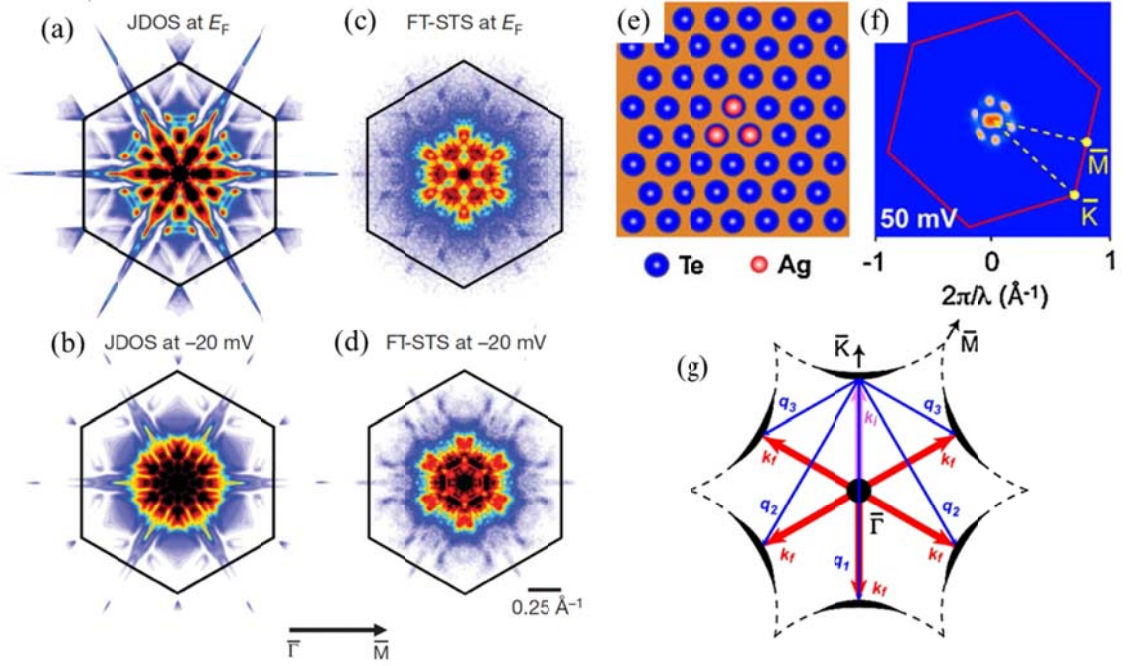 (a)
JDOS at E_F
(c)
FT-STS at E_F
(b)
JDOS at –20 mV
(d)
FT-STS at –20 mV
0.25 Å⁻¹
Γ̅
M̅
(e)
Te
Ag
(f)
M̅
K̅
50 mV
-1
0
1
2π/λ (Å⁻¹)
(g)
K̅
M̅
q₃
kᵢ
q₃
k_f
k_f
q₂
Γ̅
q₂
k_f
q₁
k_f
k_f